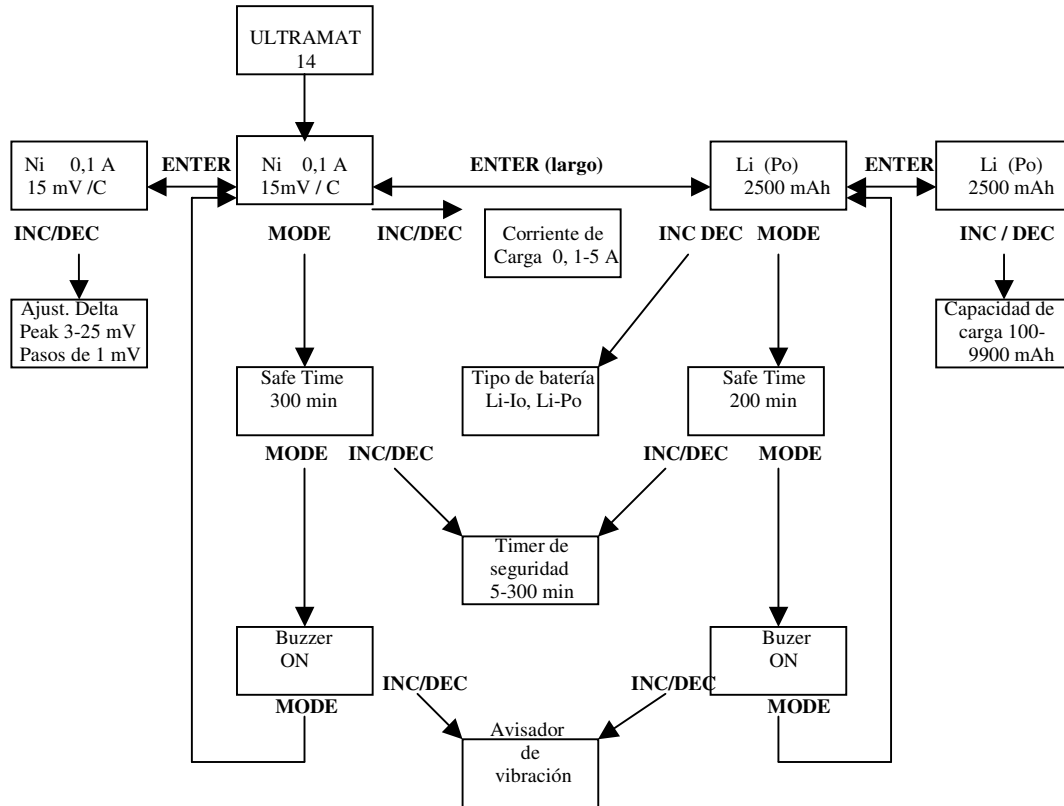 ULTRAMAT
14
Ni 0,1 A
15 mV /C
ENTER
Ni 0,1 A
15mV / C
ENTER (largo)
Li (Po)
2500 mAh
ENTER
Li (Po)
2500 mAh
INC/DEC
MODE
INC/DEC
Corriente de
Carga 0, 1-5 A
INC DEC
MODE
INC / DEC
Ajust. Delta
Peak 3-25 mV
Pasos de 1 mV
Capacidad de
carga 100-
9900 mAh
Safe Time
300 min
Tipo de batería
Li-Io, Li-Po
Safe Time
200 min
MODE
INC/DEC
INC/DEC
MODE
Timer de
seguridad
5-300 min
Buzzer
ON
Buzer
ON
INC/DEC
INC/DEC
MODE
MODE
Avisador
de
vibración